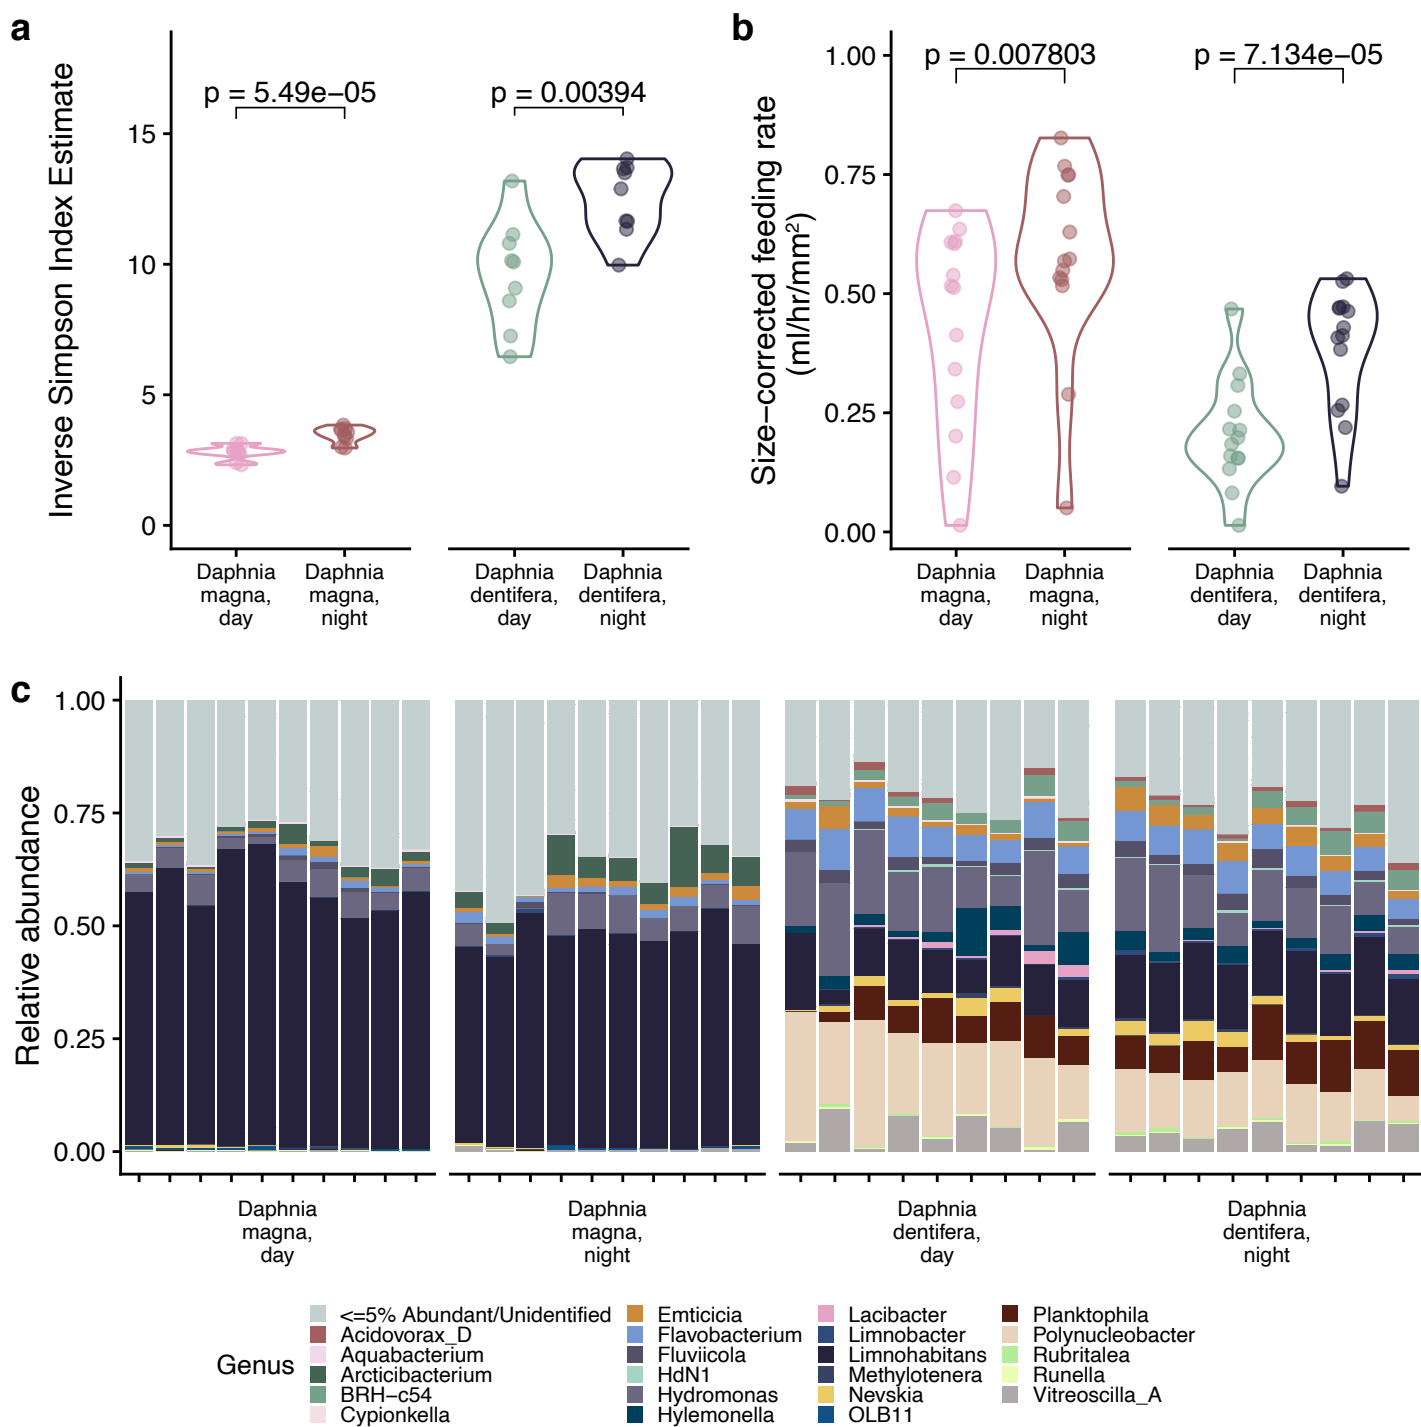 a
Inverse Simpson Index Estimate
15
10
5
0
p = 5.49e−05
p = 0.00394
Daphnia
magna,
day
Daphnia
magna,
night
Daphnia
dentifera,
day
Daphnia
dentifera,
night
b
Size−corrected feeding rate
(ml/hr/mm²)
1.00
0.75
0.50
0.25
0.00
p = 0.007803
p = 7.134e−05
Daphnia
magna,
day
Daphnia
magna,
night
Daphnia
dentifera,
day
Daphnia
dentifera,
night
c
Relative abundance
1.00
0.75
0.50
0.25
0.00
Daphnia
magna,
day
Daphnia
magna,
night
Daphnia
dentifera,
day
Daphnia
dentifera,
night
Genus
<=5% Abundant/Unidentified
Acidovorax_D
Aquabacterium
Arcticibacterium
BRH−c54
Cypionkella
Emticicia
Flavobacterium
Fluviicola
HdN1
Hydromonas
Hylemonella
Lacibacter
Limnobacter
Limnohabitans
Methylotenera
Nevskia
OLB11
Planktophila
Polynucleobacter
Rubritalea
Runella
Vitreoscilla_A